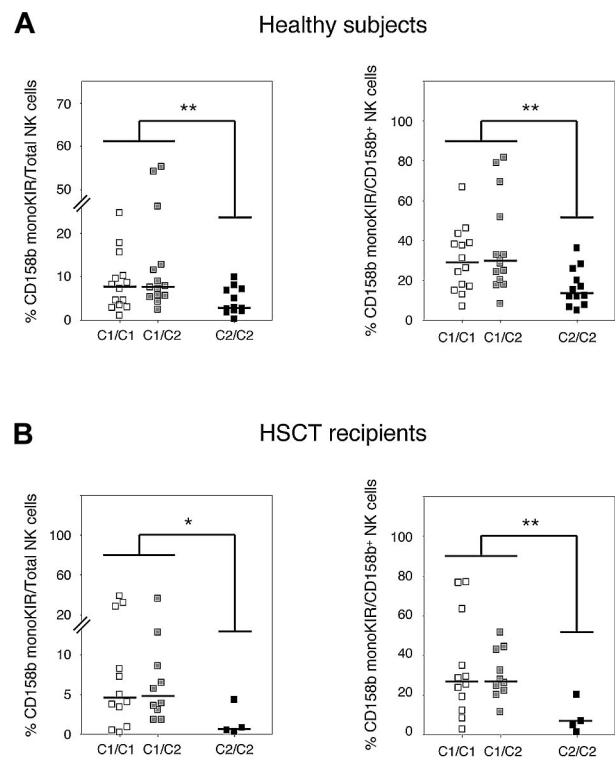 A
Healthy subjects
% CD158b monoKIR/Total NK cells
70
60
50
20
10
0
**
C1/C1 C1/C2 C2/C2
% CD158b monoKIR/CD158b+ NK cells
100
80
60
40
20
0
**
C1/C1 C1/C2 C2/C2
B
HSCT recipients
% CD158b monoKIR/Total NK cells
100
60
20
10
5
0
*
C1/C1 C1/C2 C2/C2
% CD158b monoKIR/CD158b+ NK cells
100
80
60
40
20
0
**
C1/C1 C1/C2 C2/C2